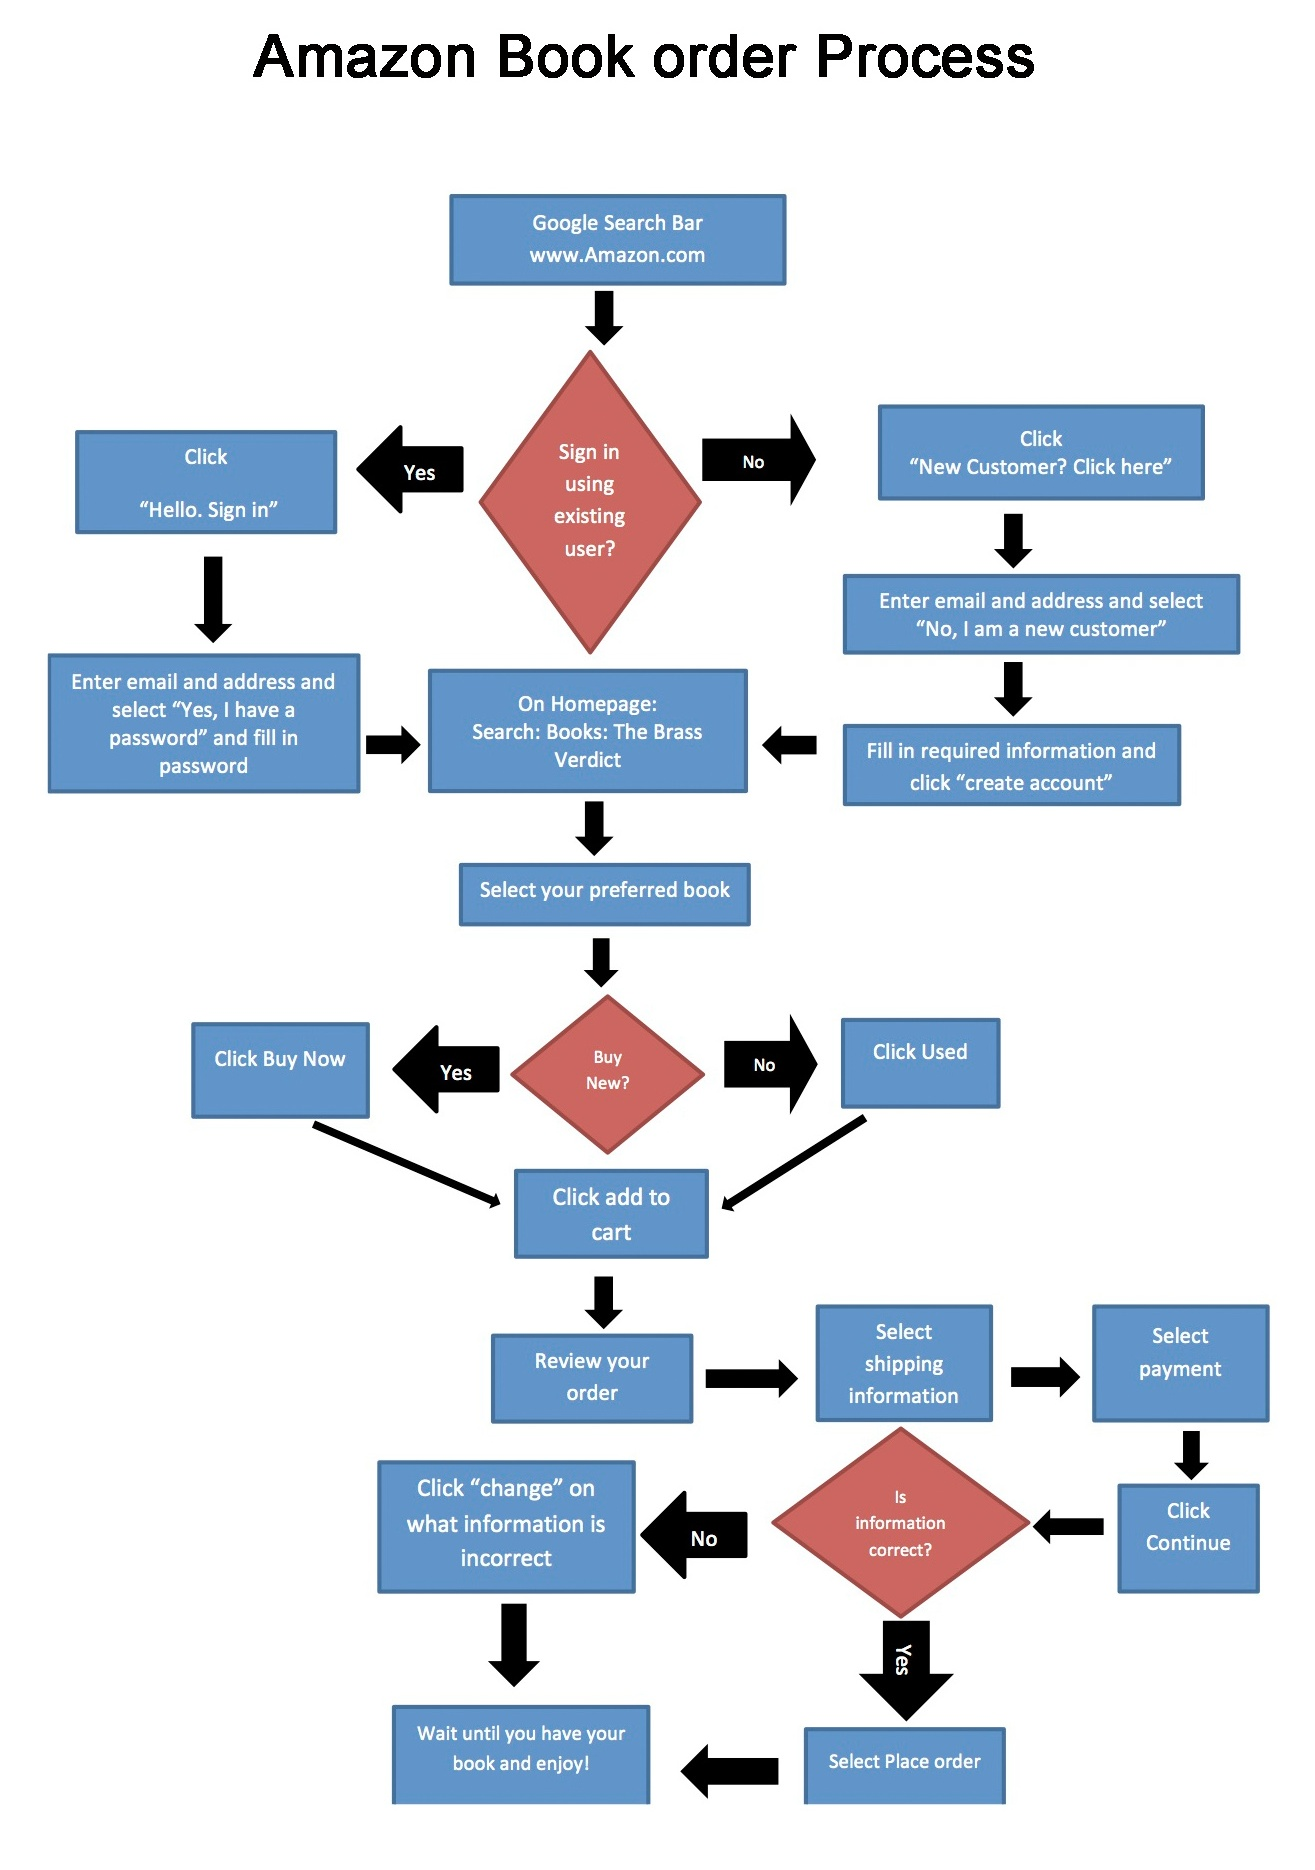 Amazon Book order Process
Google Search Bar
www.Amazon.com
Sign in
using
existing
user?
Yes
No
Click
“Hello. Sign in”
Click
“New Customer? Click here”
Enter email and address and select
“No, I am a new customer”
Enter email and address and
select “Yes, I have a
password” and fill in
password
On Homepage:
Search: Books: The Brass
Verdict
Fill in required information and
click “create account”
Select your preferred book
Buy
New?
Yes
No
Click Buy Now
Click Used
Click add to
cart
Review your
order
Select
shipping
information
Select
payment
Click
Continue
Is
information
correct?
No
Click “change” on
what information is
incorrect
Yes
Select Place order
Wait until you have your
book and enjoy!